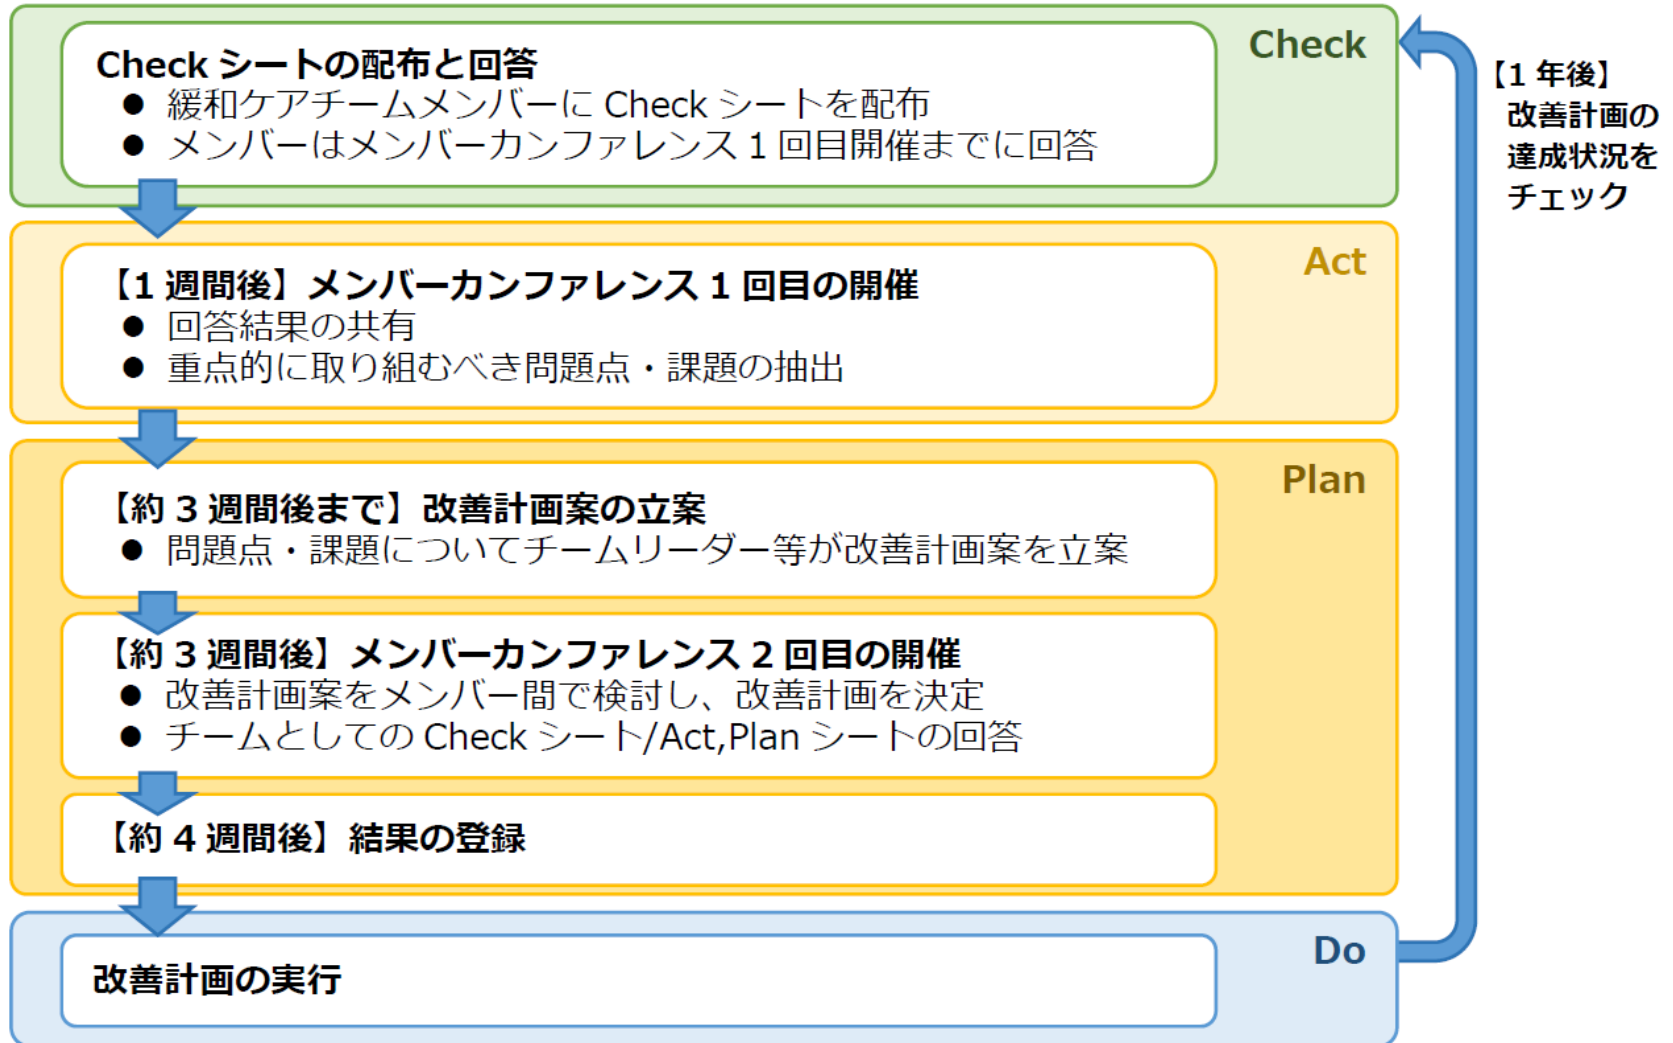 Check
Check シートの配布と回答
● 緩和ケアチームメンバーに Check シートを配布
● メンバーはメンバーカンファレンス 1 回目開催までに回答
【1 年後】
改善計画の
達成状況を
チェック
Act
【1 週間後】メンバーカンファレンス 1 回目の開催
● 回答結果の共有
● 重点的に取り組むべき問題点・課題の抽出
Plan
【約 3 週間後まで】改善計画案の立案
● 問題点・課題についてチームリーダー等が改善計画案を立案
【約 3 週間後】メンバーカンファレンス 2 回目の開催
● 改善計画案をメンバー間で検討し、改善計画を決定
● チームとしての Check シート/Act,Plan シートの回答
【約 4 週間後】結果の登録
Do
改善計画の実行